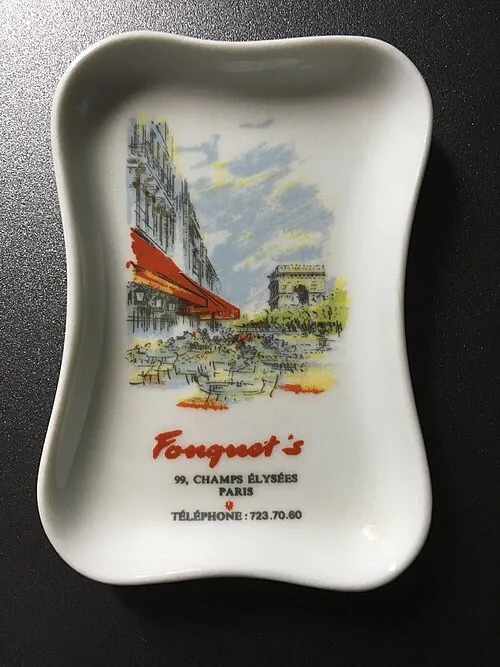 Fouquet's
99, CHAMPS ÉLYSÉES
PARIS
TÉLÉPHONE : 723.70.60